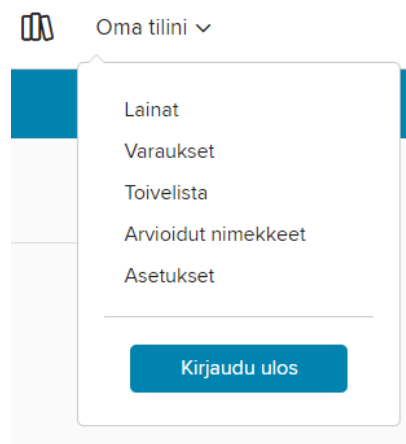 Oma tilini
Lainat
Varaukset
Toivelista
Arvioidut nimekkeet
Asetukset
Kirjaudu ulos